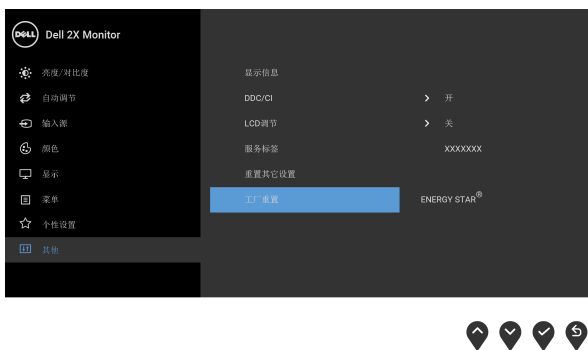 DELL Dell 2X Monitor
亮度/对比度
自动调节
输入源
颜色
显示
菜单
个性设置
其他
显示信息
DDC/CI 开
LCD调节 关
服务标签 XXXXXXX
重置其它设置
工厂重置 ENERGY STAR®